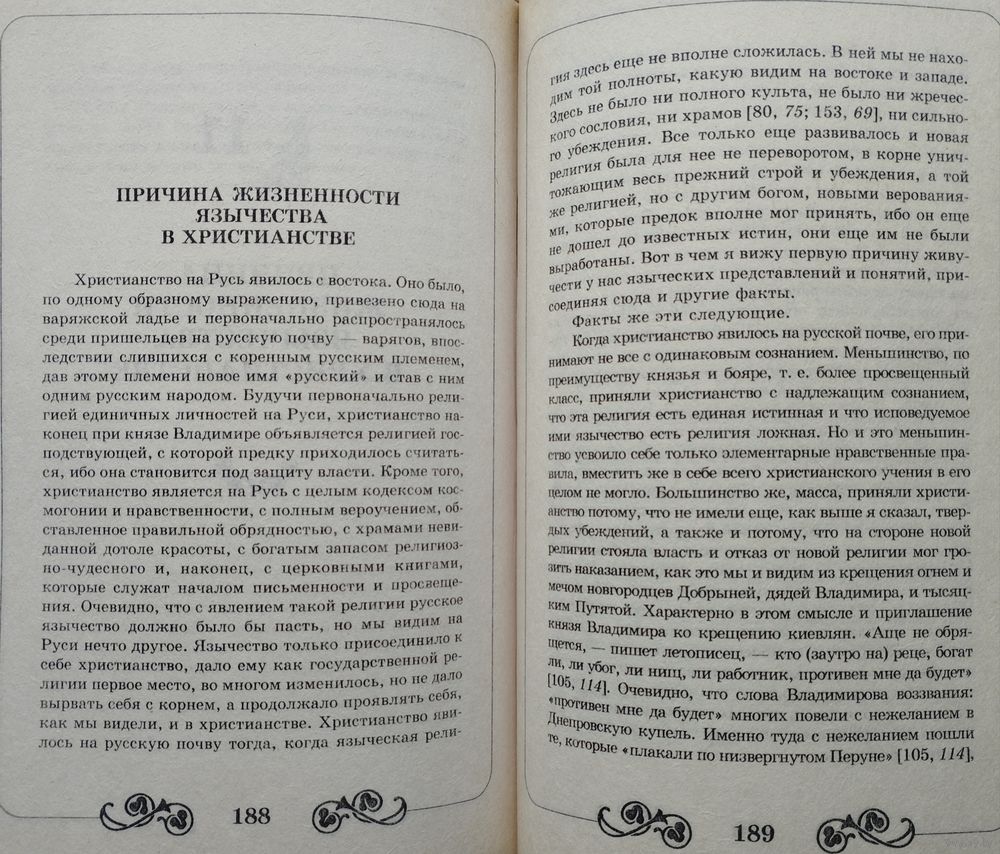 ПРИЧИНА ЖИЗНЕННОСТИ
ЯЗЫЧЕСТВА
В ХРИСТИАНСТВЕ
Христианство на Русь явилось с востока. Оно было,
по одному образному выражению, привезено сюда на
варяжской ладье и первоначально распространялось
среди пришельцев на русскую почву — варягов, впос-
ледствии слившихся с коренным русским племенем,
дав этому племени новое имя «русский» и став с ним
одним русским народом. Будучи первоначально рели-
гией единичных личностей на Руси, христианство на-
конец при князе Владимире объявляется религией гос-
подствующей, с которой предку приходилось считать-
ся, ибо она становится под защиту власти. Кроме того,
христианство является на Русь с целым кодексом кос-
могонии и нравственности, с полным вероучением, об-
ставленное правильной обрядностью, с храмами неви-
данной дотоле красоты, с богатым запасом религиоз-
но-чудесного и, наконец, с церковными книгами,
которые служат началом письменности и просвеще-
ния. Очевидно, что с явлением такой религии русское
язычество должно было бы пасть, но мы видим на
Руси нечто другое. Язычество только присоединило к
себе христианство, дало ему как государственной ре-
лигии первое место, во многом изменилось, но не дало
вырвать себя с корнем, а продолжало проявлять себя,
как мы видели, и в христианстве. Христианство яви-
лось на русскую почву тогда, когда языческая рели-
188
гия здесь еще не вполне сложилась. В ней мы не нахо-
дим той полноты, какую видим на востоке и западе.
Здесь не было ни полного культа, не было ни жречес-
кого сословия, ни храмов [80, 75; 153, 69], ни сильно-
го убеждения. Все только еще развивалось и новая
религия была для нее не переворотом, в корне унич-
тожающим весь прежний строй и убеждения, а той
же религией, но с другим богом, новыми верования-
ми, которые предок вполне мог принять, ибо он еще
не дошел до известных истин, они еще им не были
выработаны. Вот в чем я вижу первую причину живу-
чести у нас языческих представлений и понятий, при-
соединяя сюда и другие факты.
Факты же эти следующие.
Когда христианство явилось на русской почве, его при-
нимают не все с одинаковым сознанием. Меньшинство, по
преимуществу князья и бояре, т. е. более просвещенный
класс, приняли христианство с надлежащим сознанием,
что эта религия есть единая истинная и что исповедуемое
ими язычество есть религия ложная. Но и это меньшин-
ство усвоило себе только элементарные нравственные пра-
вила, вместить же в себе всего христианского учения в его
целом не могло. Большинство же, масса, приняли христи-
анство потому, что не имели еще, как выше я сказал, твер-
дых убеждений, а также и потому, что на стороне новой
религии стояла власть и отказ от новой религии мог гро-
зить наказанием, как это мы и видим из крещения огнем и
мечом новгородцев Добрыней, дядей Владимира, и тысяц-
ким Путятой. Характерно в этом смысле и приглашение
князя Владимира ко крещению киевлян. «Аще не обря-
щется, — пишет летописец, — кто (заутро на) реце, богат
ли, ли убог, ли нищ, ли работник, противен мне да будет»
[105, 114]. Очевидно, что слова Владимирова воззвания:
«противен мне да будет» многих повели с нежеланием в
Днепровскую купель. Именно туда с нежеланием пошли
те, которые «плакали по низвергнутом Перуне» [105, 114],
189